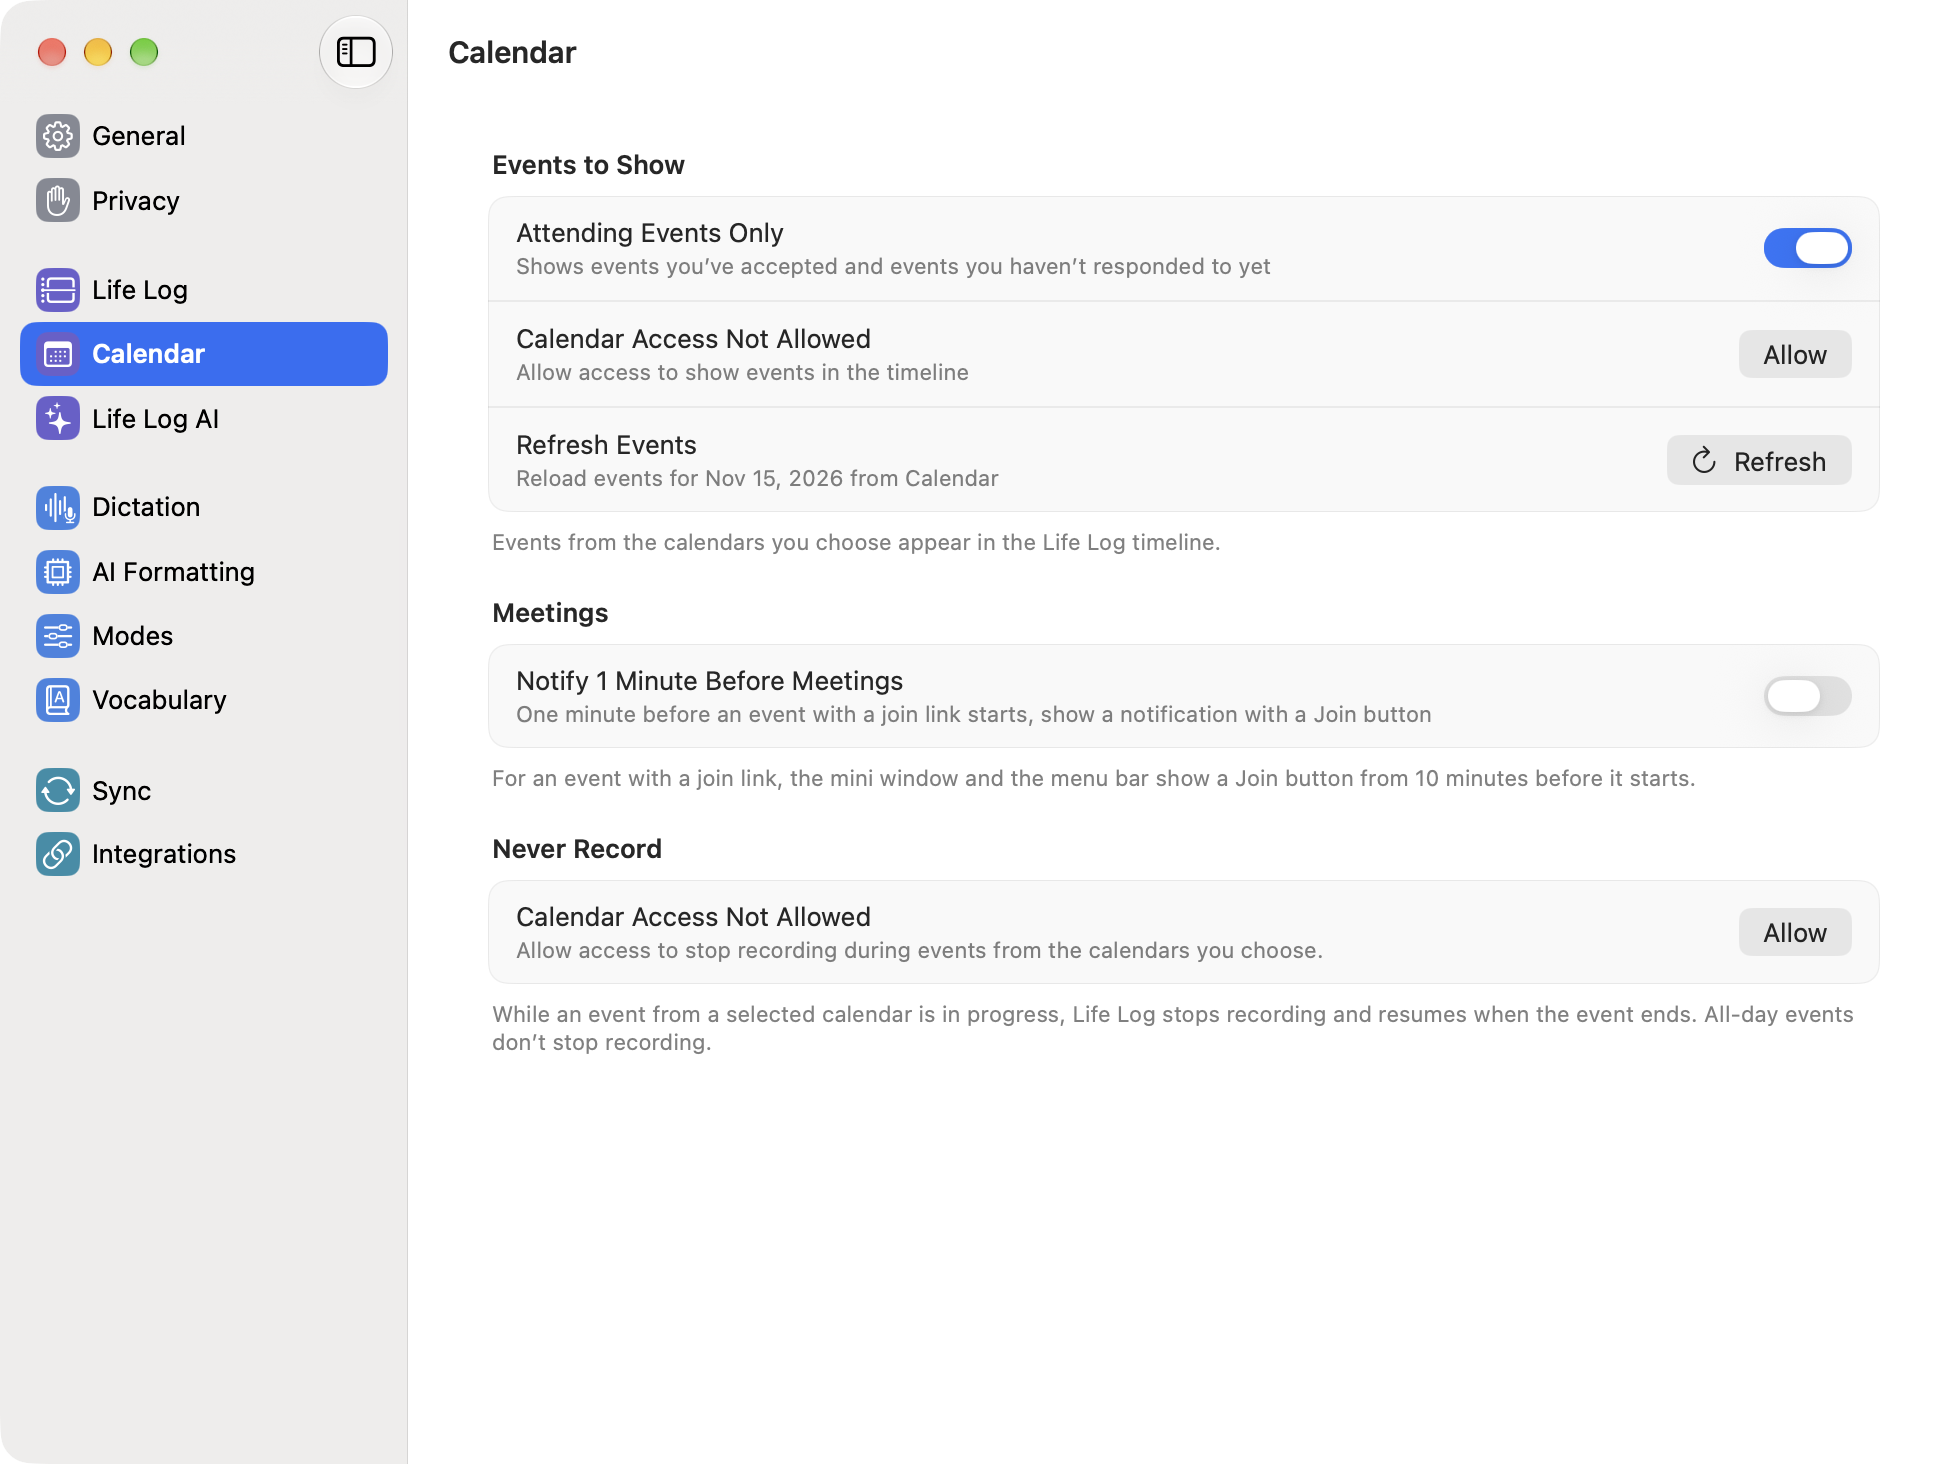 Calendar
General
Privacy
Life Log
Calendar
Life Log AI
Dictation
AI Formatting
Modes
A
Vocabulary
Sync
Integrations
Events to Show
Attending Events Only
Shows events you’ve accepted and events you haven’t responded to yet
Calendar Access Not Allowed
Allow access to show events in the timeline
Allow
Refresh Events
Reload events for Nov 15, 2026 from Calendar
Refresh
Events from the calendars you choose appear in the Life Log timeline.
Meetings
Notify 1 Minute Before Meetings
One minute before an event with a join link starts, show a notification with a Join button
For an event with a join link, the mini window and the menu bar show a Join button from 10 minutes before it starts.
Never Record
Calendar Access Not Allowed
Allow access to stop recording during events from the calendars you choose.
Allow
While an event from a selected calendar is in progress, Life Log stops recording and resumes when the event ends. All-day events
don’t stop recording.